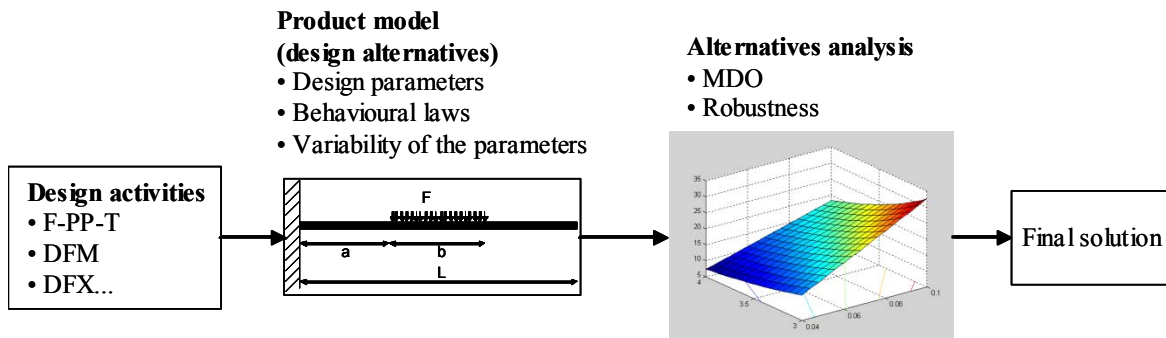 Product model
(design alternatives)
• Design parameters
• Behavioural laws
• Variability of the parameters
Alternatives analysis
• MDO
• Robustness
Design activities
• F-PP-T
• DFM
• DFX...
F
a
b
L
35
30
25
20
15
10
5
4
3.5
3
0.04
0.06
0.08
0.1
Final solution